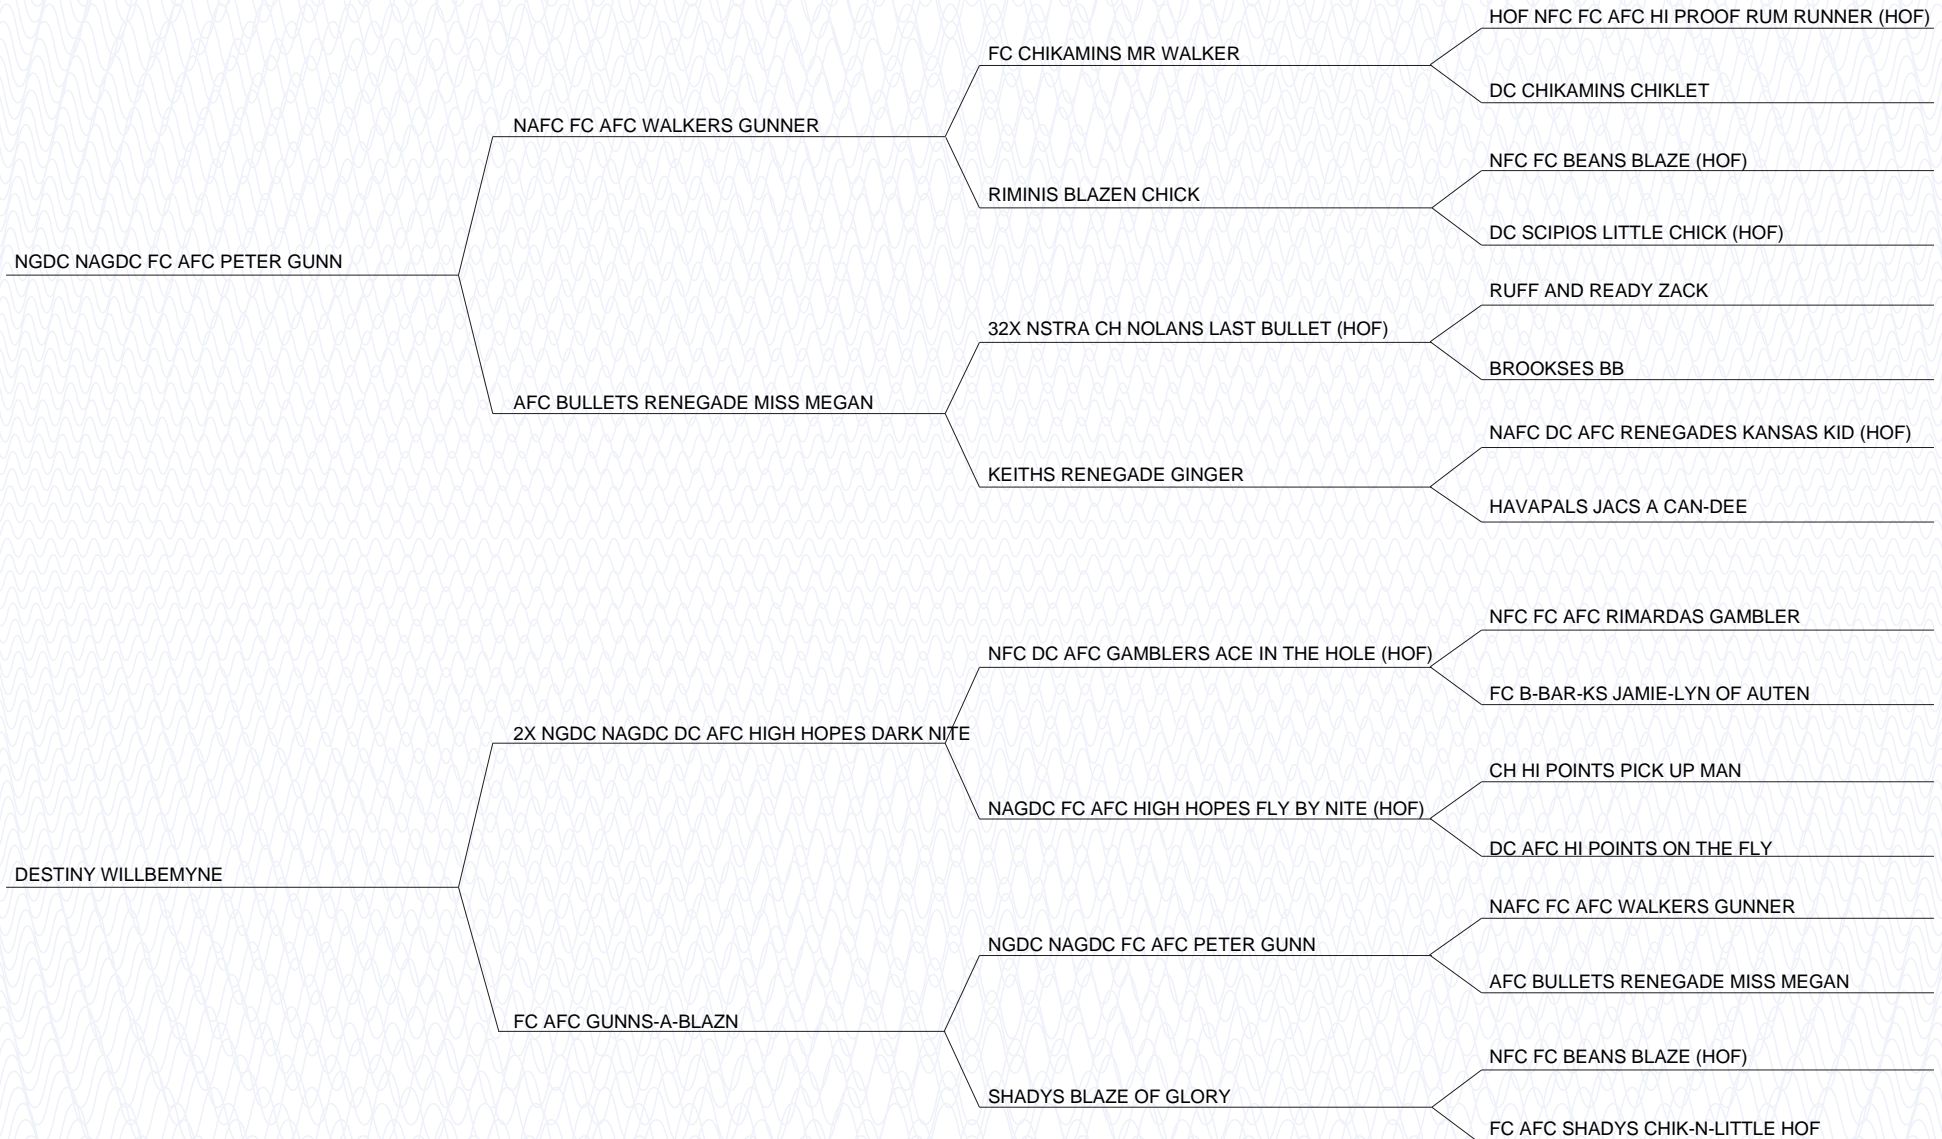 HOF NFC FC AFC HI PROOF RUM RUNNER (HOF)
FC CHIKAMINS MR WALKER
DC CHIKAMINS CHIKLET
NAFC FC AFC WALKERS GUNNER
NFC FC BEANS BLAZE (HOF)
RIMINIS BLAZEN CHICK
DC SCIPIOS LITTLE CHICK (HOF)
NGDC NAGDC FC AFC PETER GUNN
RUFF AND READY ZACK
32X NSTRA CH NOLANS LAST BULLET (HOF)
BROOKSES BB
AFC BULLETS RENEGADE MISS MEGAN
NAFC DC AFC RENEGADES KANSAS KID (HOF)
KEITHS RENEGADE GINGER
HAVAPALS JACS A CAN-DEE
NFC FC AFC RIMARDAS GAMBLER
NFC DC AFC GAMBLERS ACE IN THE HOLE (HOF)
FC B-BAR-KS JAMIE-LYN OF AUTEN
2X NGDC NAGDC DC AFC HIGH HOPES DARK NITE
CH HI POINTS PICK UP MAN
NAGDC FC AFC HIGH HOPES FLY BY NITE (HOF)
DC AFC HI POINTS ON THE FLY
DESTINY WILLBEMYNE
NAFC FC AFC WALKERS GUNNER
NGDC NAGDC FC AFC PETER GUNN
AFC BULLETS RENEGADE MISS MEGAN
FC AFC GUNNS-A-BLAZN
NFC FC BEANS BLAZE (HOF)
SHADYS BLAZE OF GLORY
FC AFC SHADYS CHIK-N-LITTLE HOF